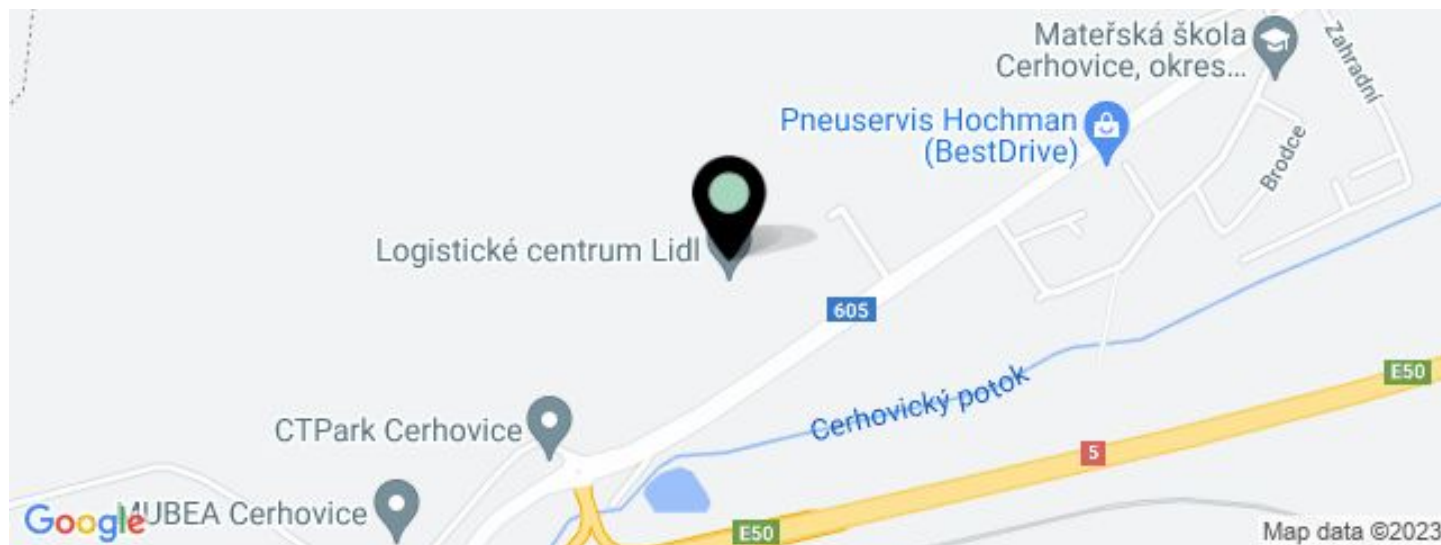 Mateřská škola
Cerhovice, okres...
Zahradní
Pneuservis Hochman
(BestDrive)
Brodce
Logistické centrum Lidl
605
Cerhovický potok
E50
CTPark Cerhovice
5
MUBEA Cerhovice
Google
E50
Map data ©2023